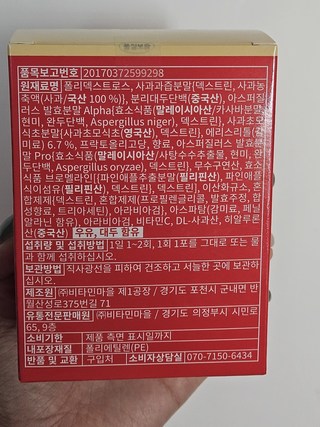 품목보고번호 20170372599298
원재료명 폴리덱스트로스, 사과과즙분말[덱스트린, 사과농
축액(사과/국산 100 %)], 분리대두단백(중국산), 아스퍼질
러스 발효분말 Alpha[효소식품(말레이시아산/카사바분말,
현미, 완두단백, Aspergillus niger), 덱스트린], 사과초모
식초분말[사과초모식초(영국산), 덱스트린], 에리스리톨(감
미료) 6.7 %, 프락토올리고당, 향료, 아스퍼질러스 발효분
말 Pro[효소식품(말레이시아산/사탕수수추출물, 현미, 완
두단백, Aspergillus oryzae), 덱스트린], 무수구연산, 효소
식품 브로멜라인[{파인애플추출분말(필리핀산), 파인애플
식이섬유(필리핀산), 덱스트린}, 덱스트린], 이산화규소, 혼
합제제[덱스트린, 혼합제제(프로필렌글리콜, 발효주정, 합
성향료, 트리아세틴), 아라비아검], 아스파탐(감미료, 페닐
알라닌 함유), 아라비아검, 비타민C, DL-사과산, 히알루론
산(중국산) 우유, 대두 함유
섭취량 및 섭취방법 1일 1~2회, 1회 1포를 그대로 또는 물
과 함께 섭취하십시오.
보관방법 직사광선을 피하여 건조하고 서늘한 곳에 보관하
십시오.
제조원 ㈜비타민마을 제1공장 / 경기도 포천시 군내면 반
월산성로375번길 71
유통전문판매원 ㈜비타민마을 / 경기도 의정부시 시민로
65, 9층
소비기한 제품 측면 표시일까지
내포장재질 폴리에틸렌(PE)
반품 및 교환 구입처 소비자상담실 070-7150-6434